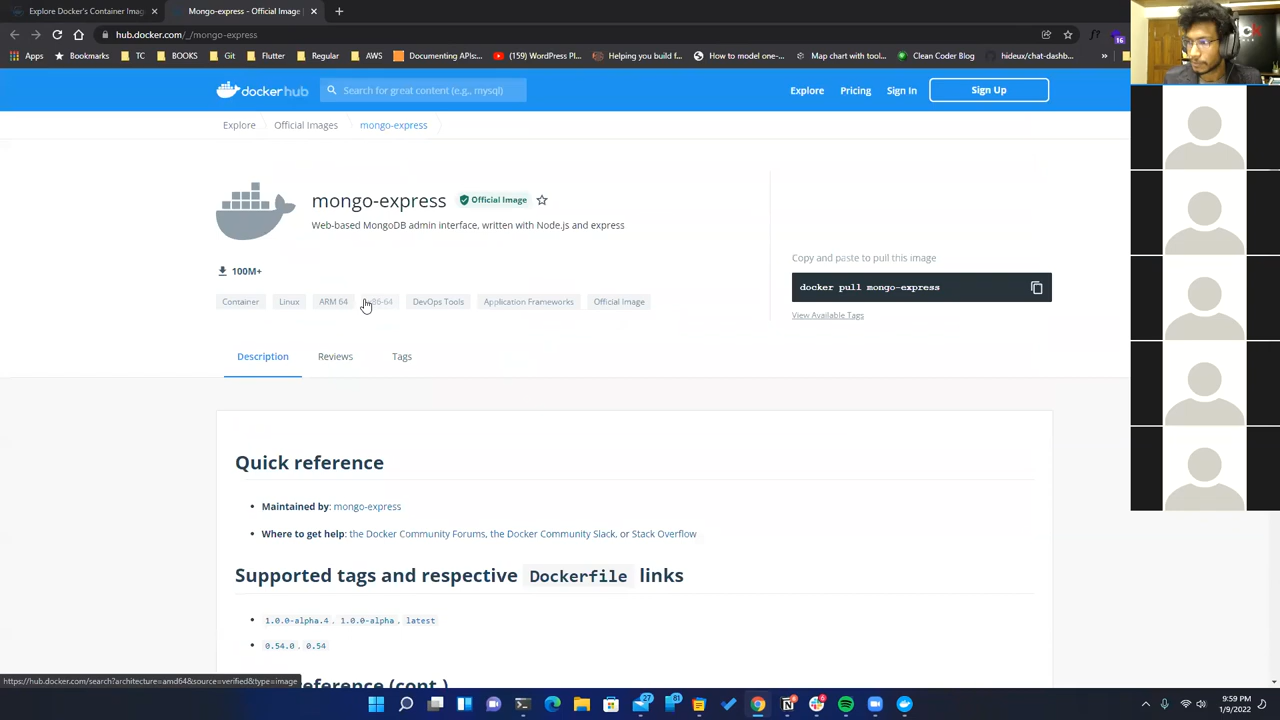 Explore Docker's Container Imag
Mongo-express - Official Image
hub.docker.com/_/mongo-express
16
Apps
Bookmarks
TC
BOOKS
Git
Flutter
Regular
AWS
Documenting APIs...
(159) WordPress Pl...
Helping you build f...
How to model one-...
Map chart with tool...
Clean Coder Blog
hideux/chat-dashb...
docker hub
Search for great content (e.g., mysql)
Explore
Pricing
Sign In
Sign Up
Explore
Official Images
mongo-express
mongo-express
Official Image
Web-based MongoDB admin interface, written with Node.js and express
100M+
Copy and paste to pull this image
docker pull mongo-express
View Available Tags
Container
Linux
ARM 64
86-64
DevOps Tools
Application Frameworks
Official Image
Description
Reviews
Tags
Quick reference
• Maintained by: mongo-express
• Where to get help: the Docker Community Forums, the Docker Community Slack, or Stack Overflow
Supported tags and respective Dockerfile links
• 1.0.0-alpha.4, 1.0.0-alpha, latest
• 0.54.0, 0.54
reference (cont.)
https://hub.docker.com/search?architecture=amd64&source=verified&type=image
27
81
6
9:59 PM
1/9/2022